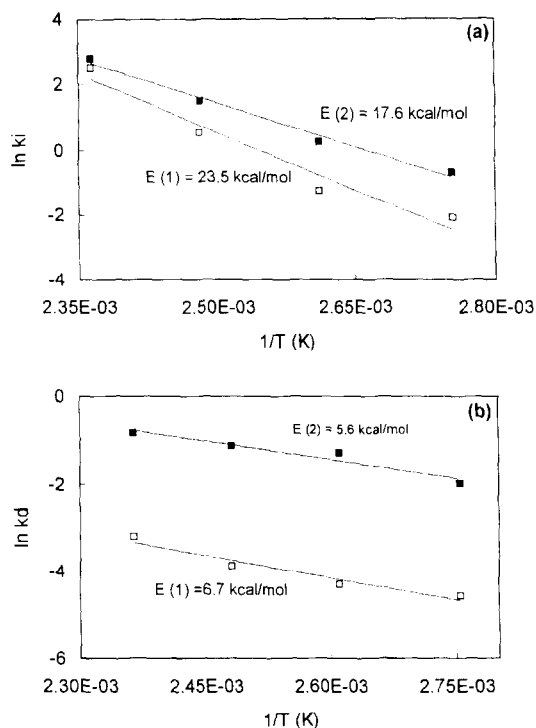 (a)
4
2
0
-2
-4
ln ki
E (2) = 17.6 kcal/mol
E (1) = 23.5 kcal/mol
2.35E-03 2.50E-03 2.65E-03 2.80E-03
1/T (K)
(b)
0
-2
-4
-6
ln kd
E (2) = 5.6 kcal/mol
E (1) =6.7 kcal/mol
2.30E-03 2.45E-03 2.60E-03 2.75E-03
1/T (K)